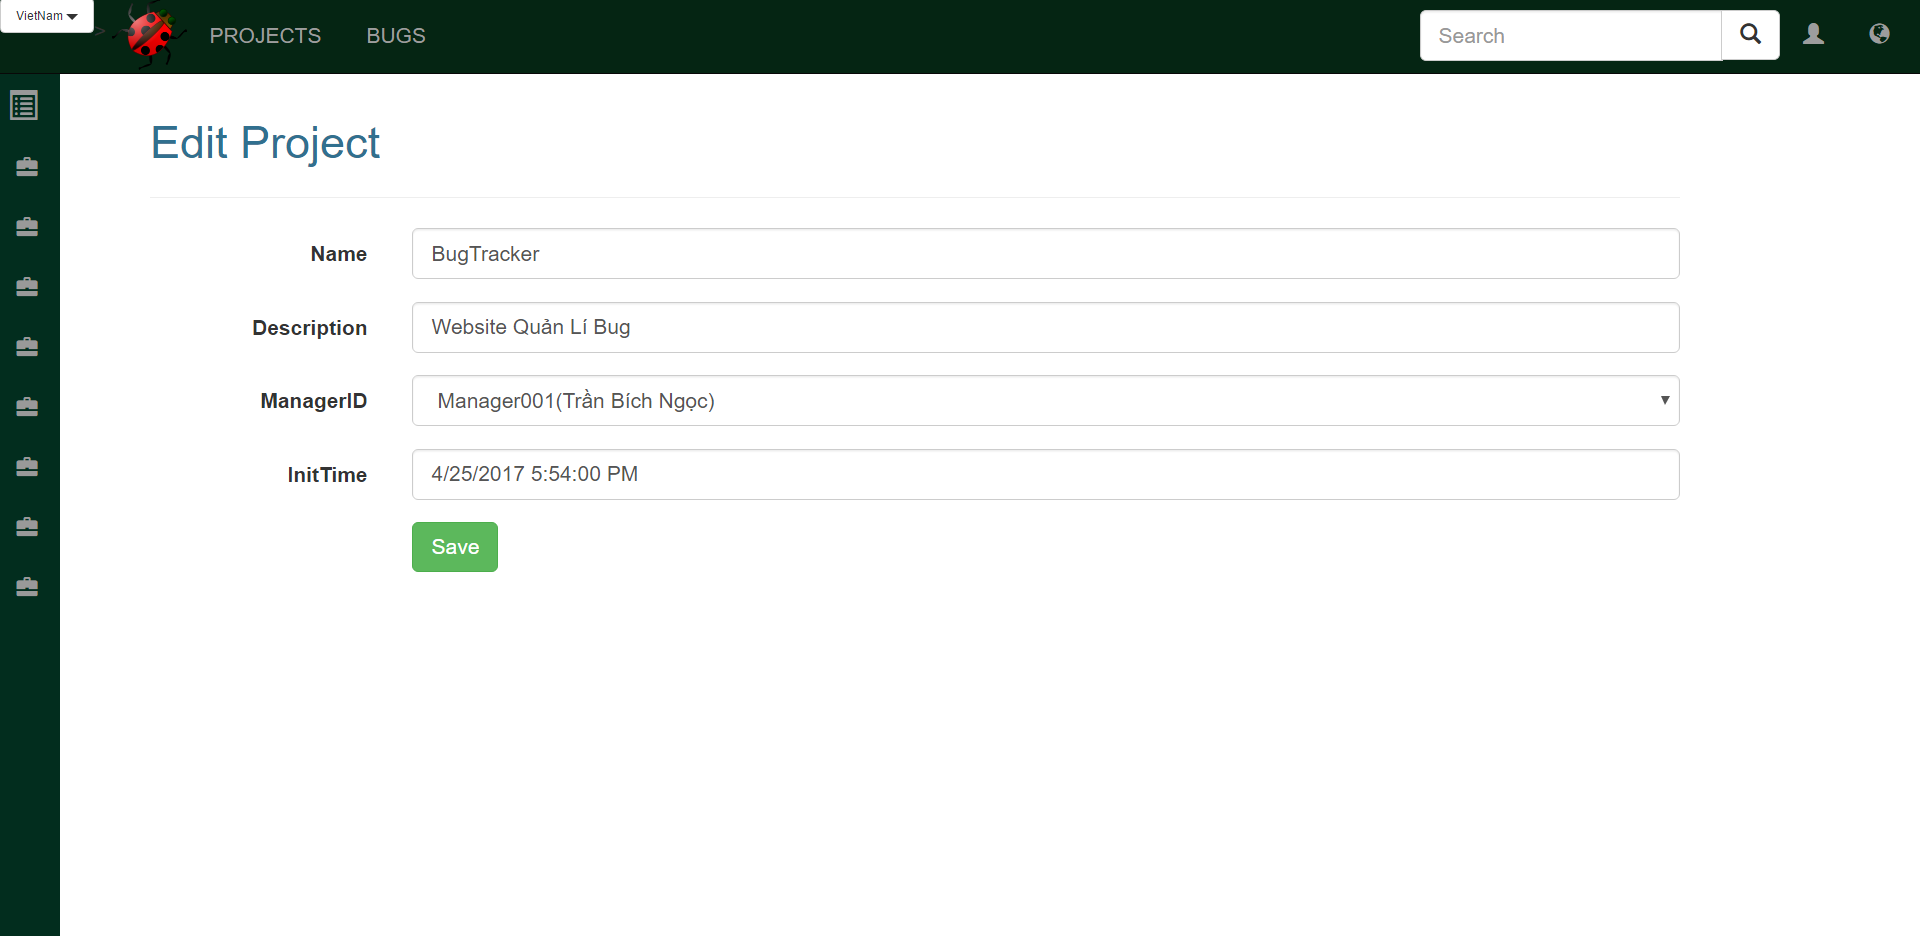 VietNam
>
PROJECTS
BUGS
Search
Edit Project
Name
BugTracker
Description
Website Quản Lí Bug
ManagerID
Manager001(Trần Bích Ngọc)
InitTime
4/25/2017 5:54:00 PM
Save